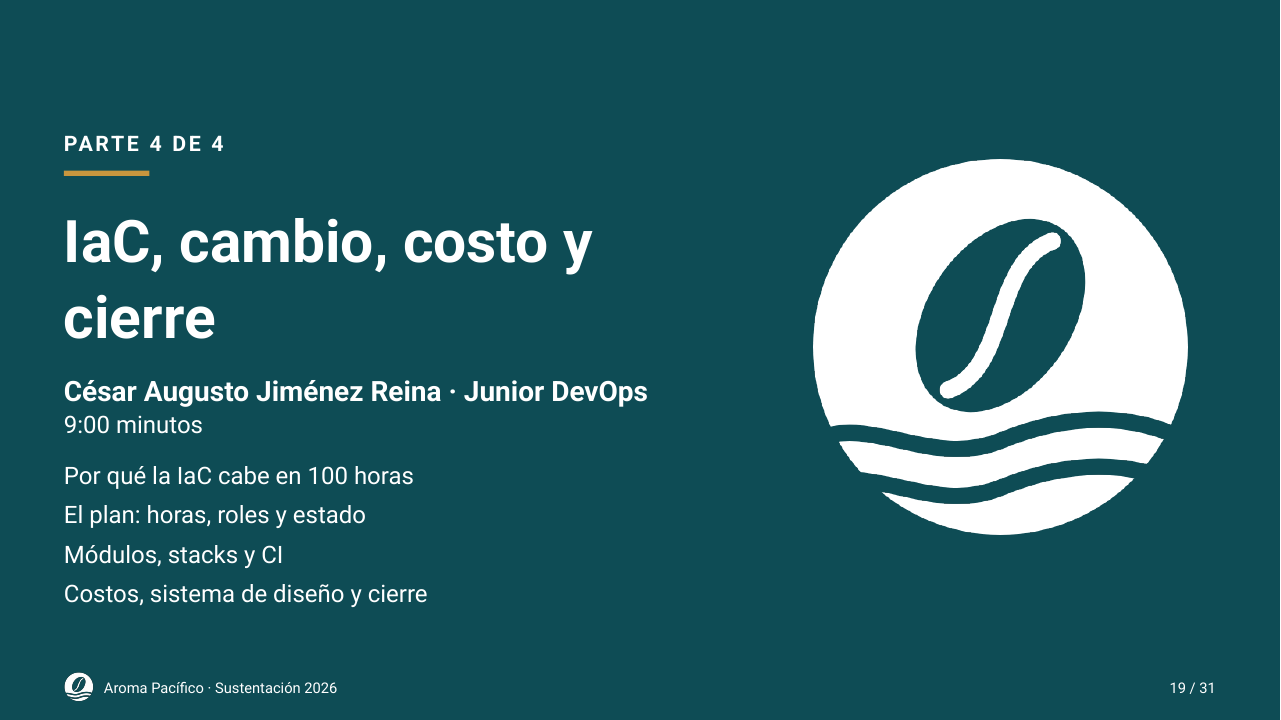 PARTE 4 DE 4
IaC, cambio, costo y
cierre
César Augusto Jiménez Reina · Junior DevOps
9:00 minutos
Por qué la IaC cabe en 100 horas
El plan: horas, roles y estado
Módulos, stacks y CI
Costos, sistema de diseño y cierre
Aroma Pacífico · Sustentación 2026
19 / 31